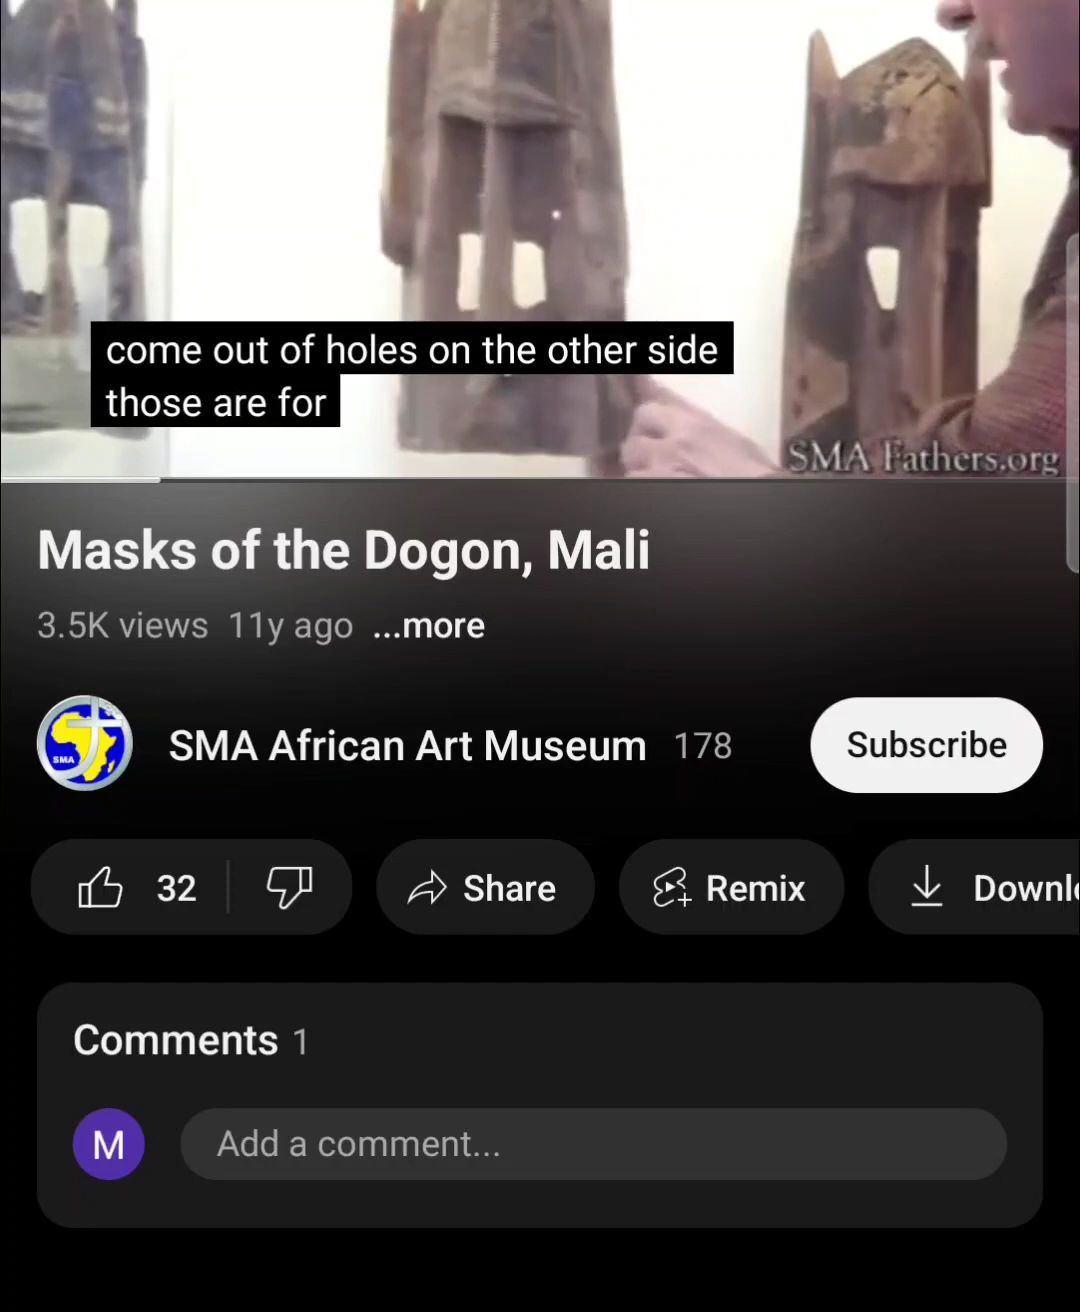 come out of holes on the other side
those are for
SMA Fathers.org
Masks of the Dogon, Mali
3.5K views 11y ago ...more
SMA
SMA African Art Museum 178
Subscribe
32
Share
Remix
Downlo
Comments 1
M
Add a comment...